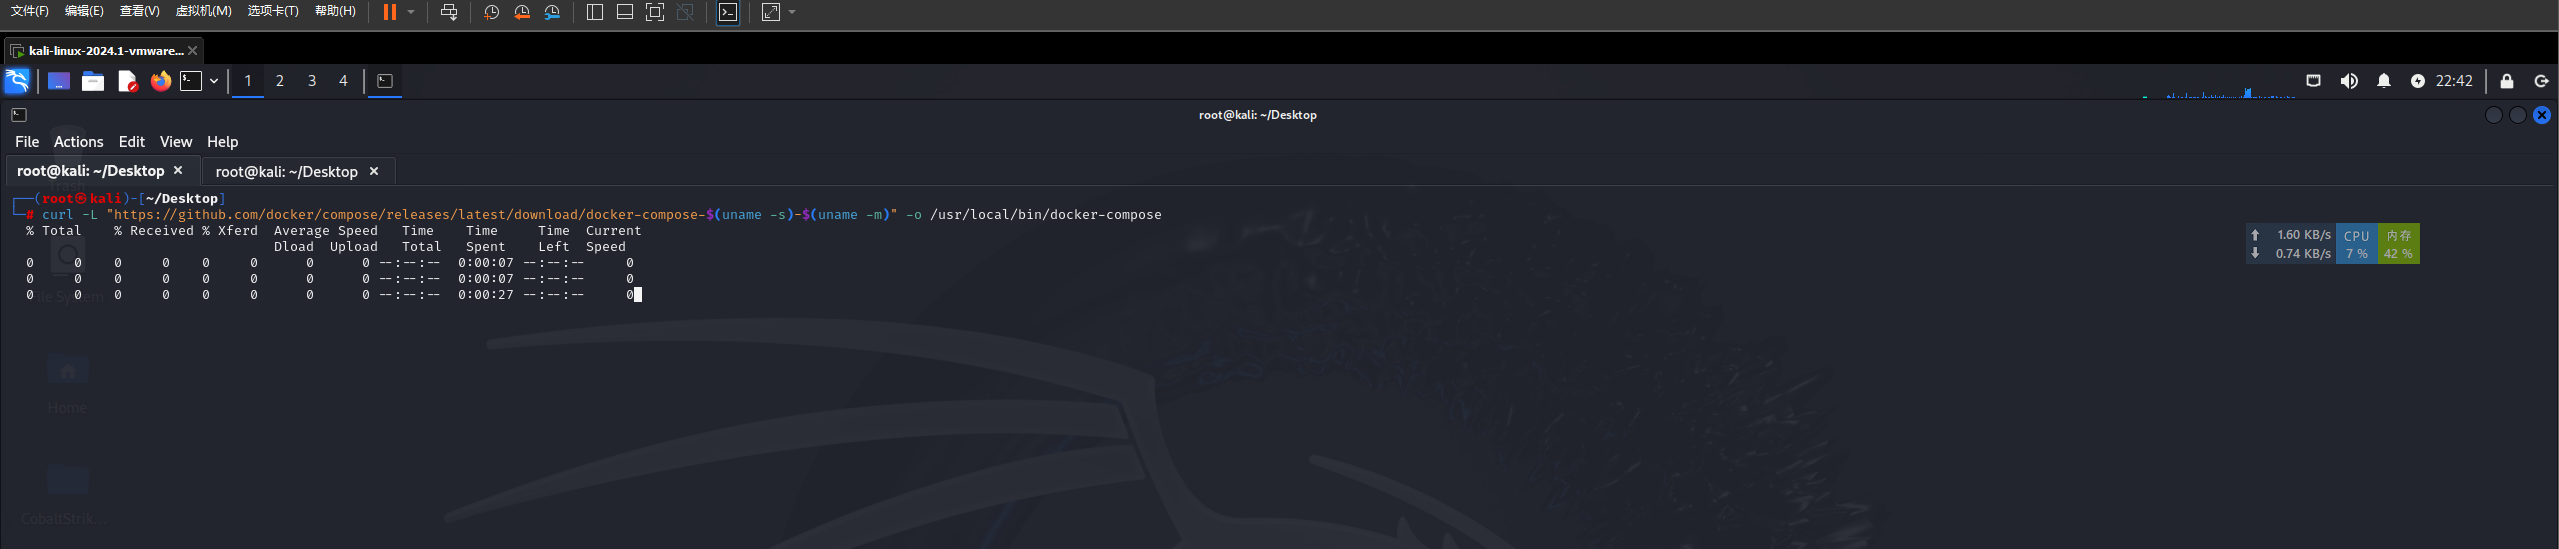 文件(F) 编辑(E) 查看(V) 虚拟机(M) 选项卡(T) 帮助(H)
kali-linux-2024.1-vmware...
1 2 3 4 22:42
root@kali: ~/Desktop
File Actions Edit View Help
root@kali: ~/Desktop root@kali: ~/Desktop
Trash
┌──(root㉿kali)-[~/Desktop]
└─# curl -L "https://github.com/docker/compose/releases/latest/download/docker-compose-$(uname -s)-$(uname -m)" -o /usr/local/bin/docker-compose
% Total % Received % Xferd Average Speed Time Time Time Current
Dload Upload Total Spent Left Speed
0 0 0 0 0 0 0 0 --:--:-- 0:00:07 --:--:-- 0
0 0 0 0 0 0 0 0 --:--:-- 0:00:07 --:--:-- 0
0 0 0 0 0 0 0 0 --:--:-- 0:00:27 --:--:-- 0
File System
1.60 KB/s CPU 内存
0.74 KB/s 7 % 42 %
Home
CobaltStrik...